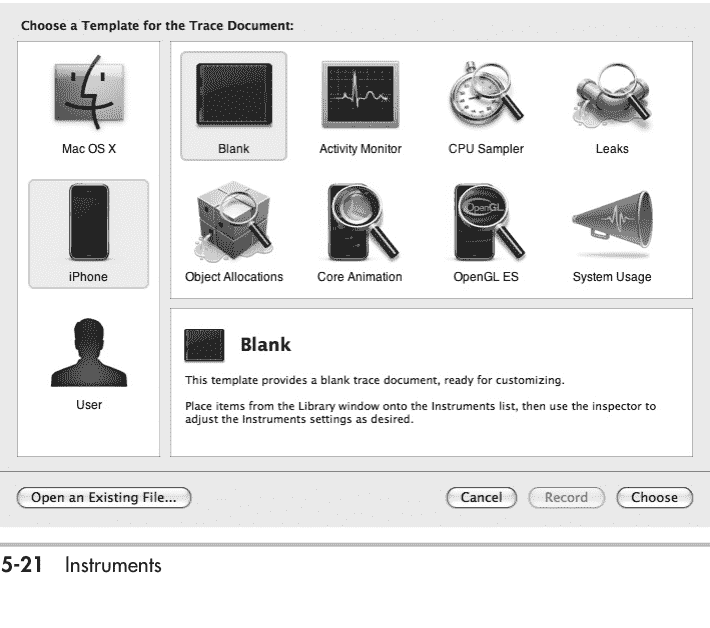 Choose a Template for the Trace Document:
Mac OS X
Blank
Activity Monitor
CPU Sampler
Leaks
iPhone
OpenGL
Object Allocations
Core Animation
OpenGL ES
System Usage
User
Blank
This template provides a blank trace document, ready for customizing.
Place items from the Library window onto the Instruments list, then use the inspector to
adjust the Instruments settings as desired.
Open an Existing File...
Cancel
Record
Choose
5-21 Instruments